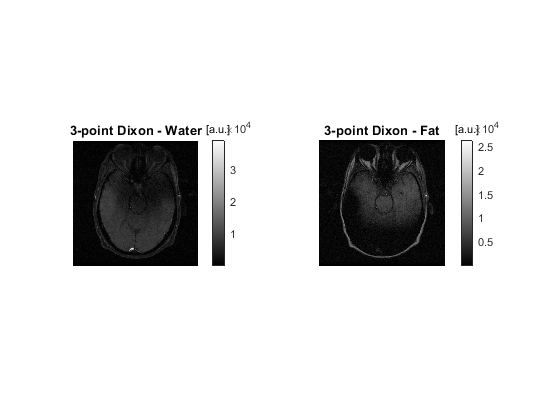 3-point Dixon - Water
[a.u.]
×10^4
3
2
1
3-point Dixon - Fat
[a.u.]
×10^4
2.5
2
1.5
1
0.5